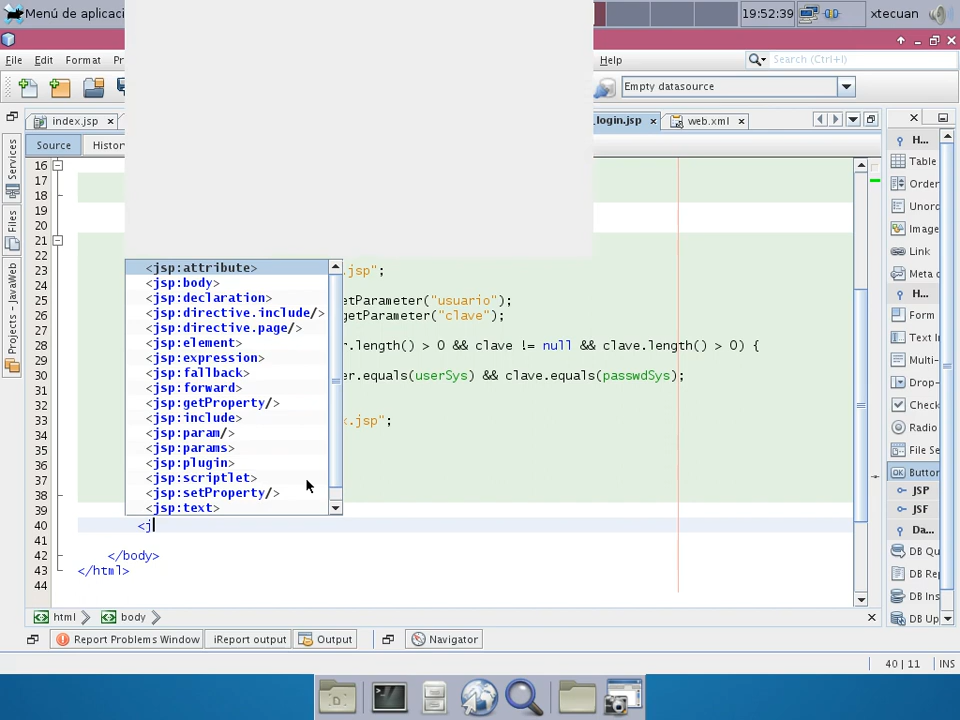 Menú de aplicaci
19:52:39
xtecuan
File Edit Format Pr
Help
Search (Ctrl+I)
Empty datasource
index.jsp
_login.jsp
web.xml
Source
Histor
Services
Files
Projects - JavaWeb
16
17
18
19
20
21
22
23 .jsp";
24
25 etParameter("usuario");
26 getParameter("clave");
27
28 r.length() > 0 && clave != null && clave.length() > 0) {
29
30 er.equals(userSys) && clave.equals(passwdSys);
31
32
33 x.jsp";
34
35
36
37
38
39
40 <j
41
42 </body>
43 </html>
44
<jsp:attribute>
<jsp:body>
<jsp:declaration>
<jsp:directive.include/>
<jsp:directive.page/>
<jsp:element>
<jsp:expression>
<jsp:fallback>
<jsp:forward>
<jsp:getProperty/>
<jsp:include>
<jsp:param/>
<jsp:params>
<jsp:plugin>
<jsp:scriptlet>
<jsp:setProperty/>
<jsp:text>
H...
Table
Order
Unord
Image
Link
Meta d
H...
Form
Text In
Multi-
Drop-
Check
Radio
File Se
OK Button
JSP
JSF
Da...
DB Qu
DB Rep
DB Ins
DB Up
html body
Report Problems Window
iReport output
Output
Navigator
40 | 11 INS